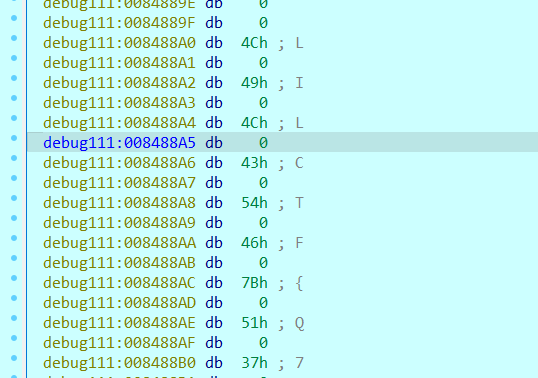 debug111:0084889E db 0
debug111:0084889F db 0
debug111:008488A0 db 4Ch ; L
debug111:008488A1 db 0
debug111:008488A2 db 49h ; I
debug111:008488A3 db 0
debug111:008488A4 db 4Ch ; L
debug111:008488A5 db 0
debug111:008488A6 db 43h ; C
debug111:008488A7 db 0
debug111:008488A8 db 54h ; T
debug111:008488A9 db 0
debug111:008488AA db 46h ; F
debug111:008488AB db 0
debug111:008488AC db 7Bh ; {
debug111:008488AD db 0
debug111:008488AE db 51h ; Q
debug111:008488AF db 0
debug111:008488B0 db 37h ; 7